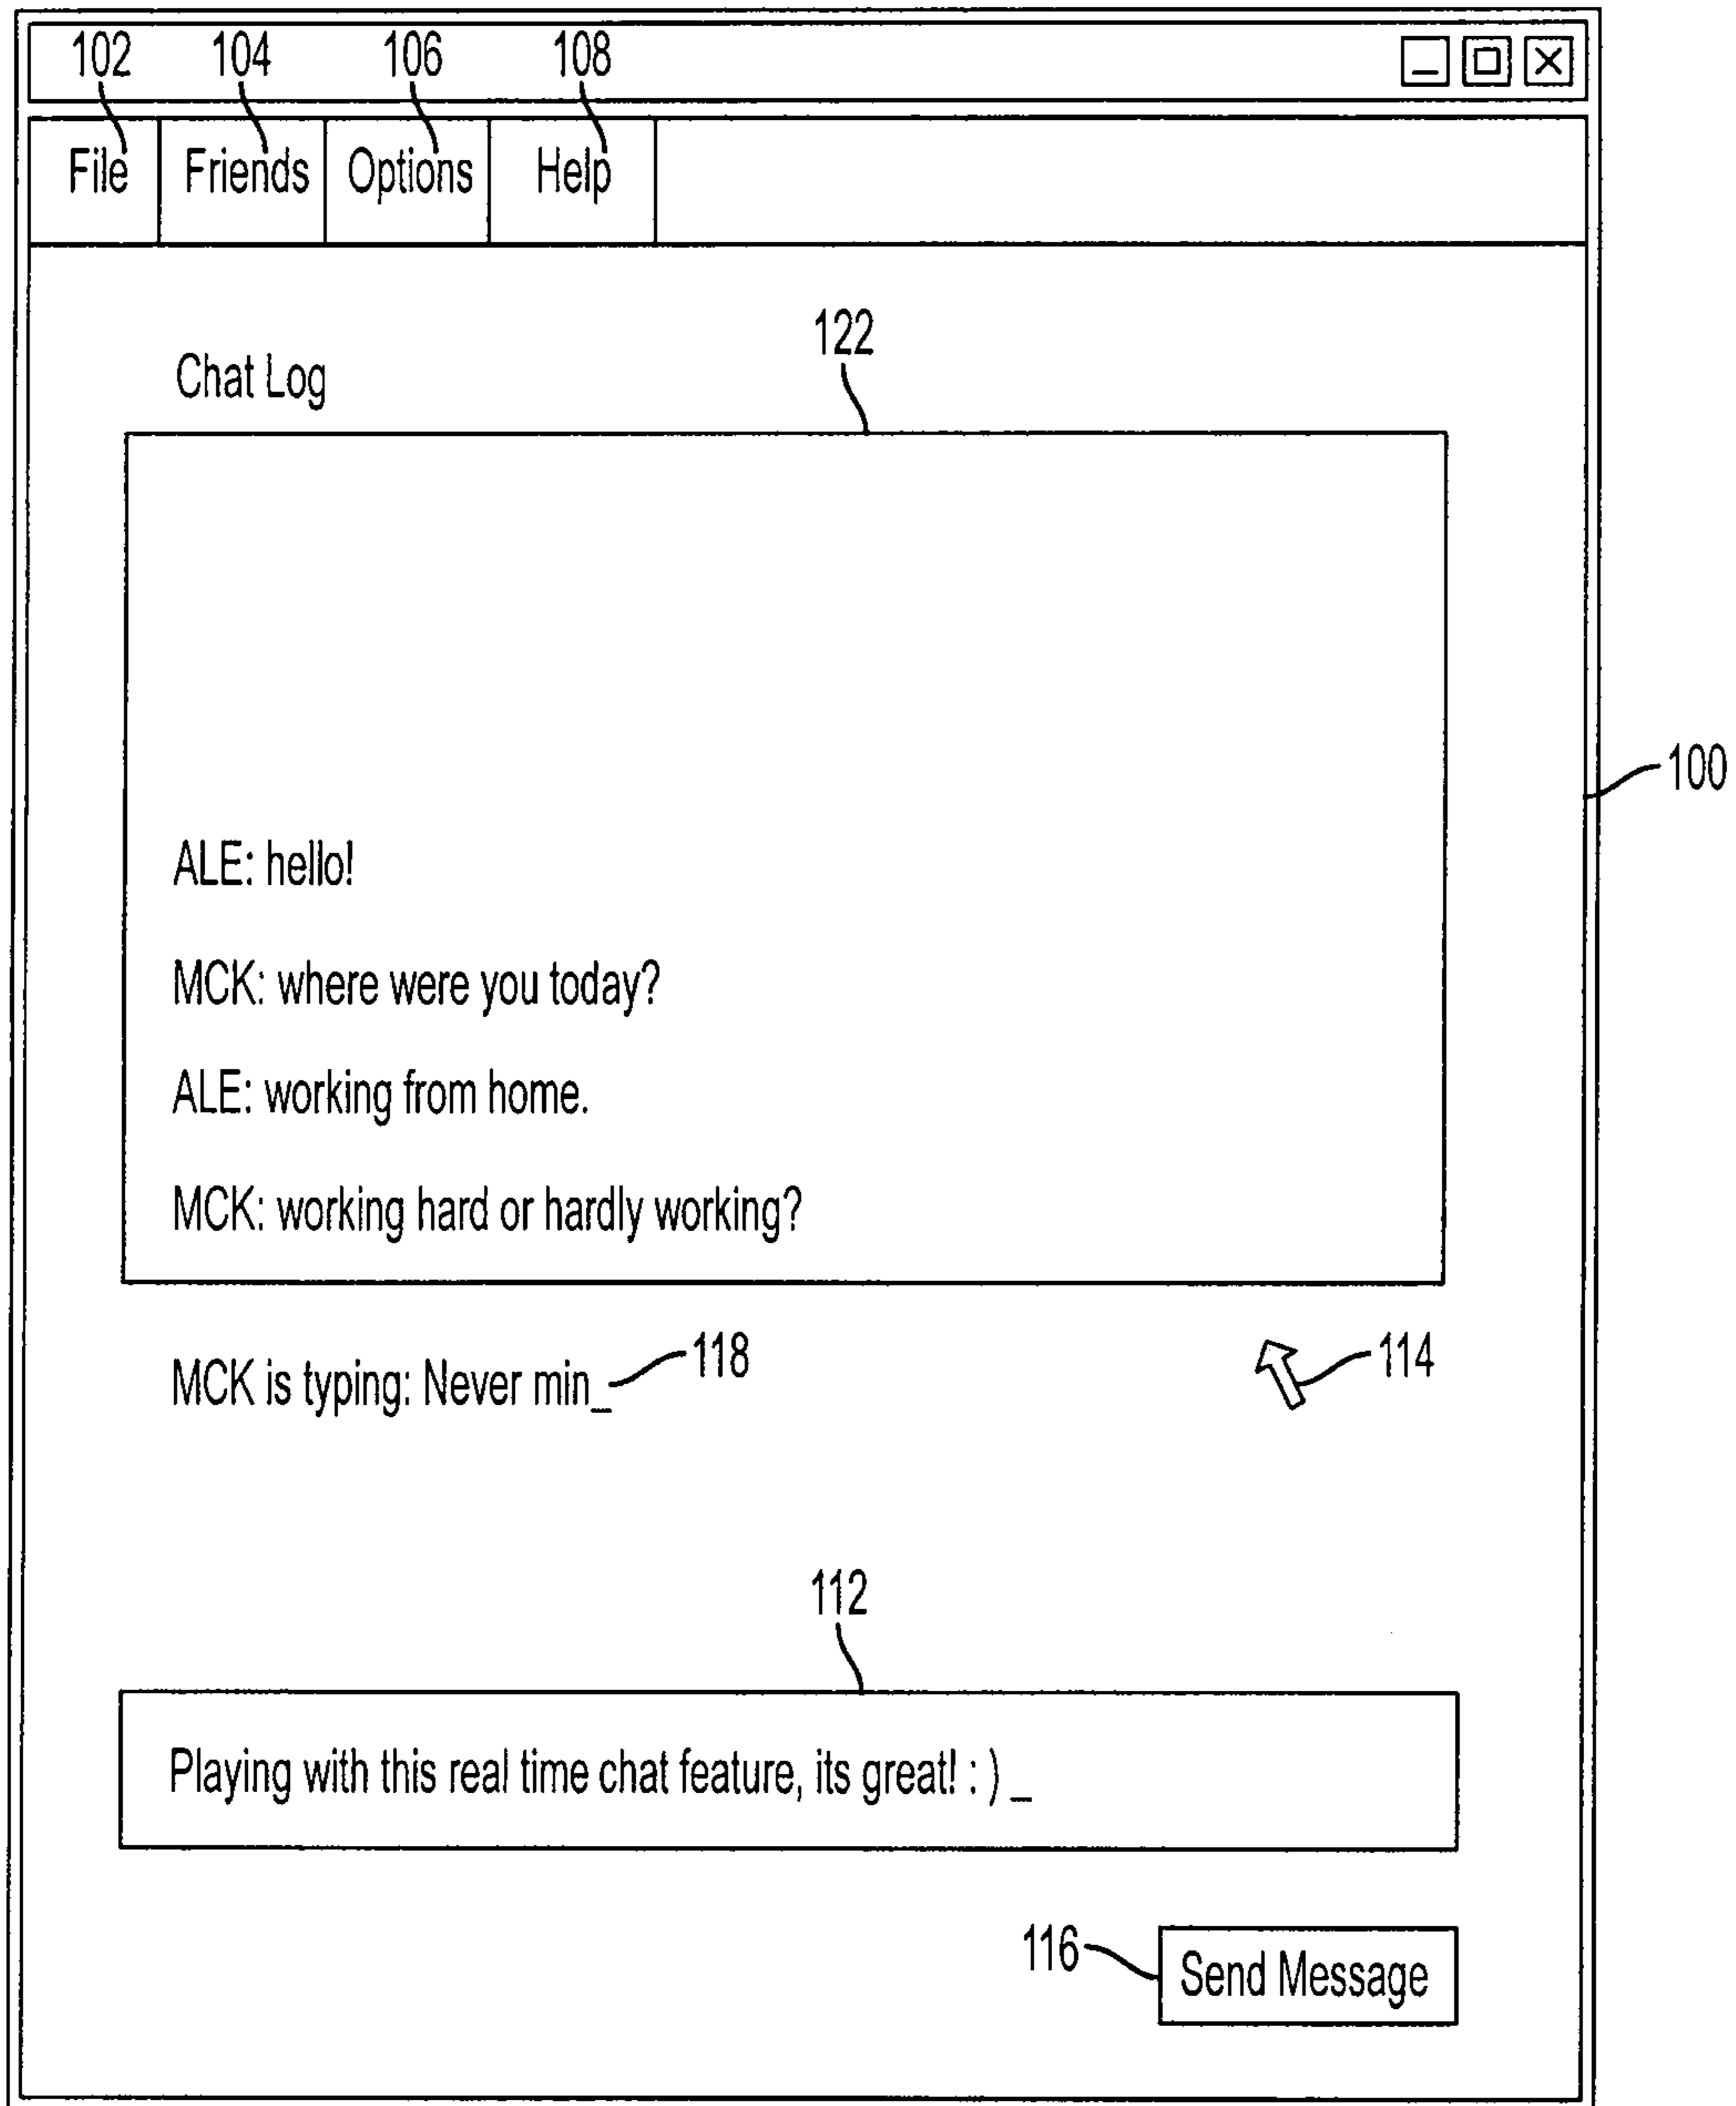 102 104 106 108
File Friends Options Help
122
Chat Log
100
ALE: hello!
MCK: where were you today?
ALE: working from home.
MCK: working hard or hardly working?
MCK is typing: Never min_ 118 114
112
Playing with this real time chat feature, its great! : ) _
116 Send Message